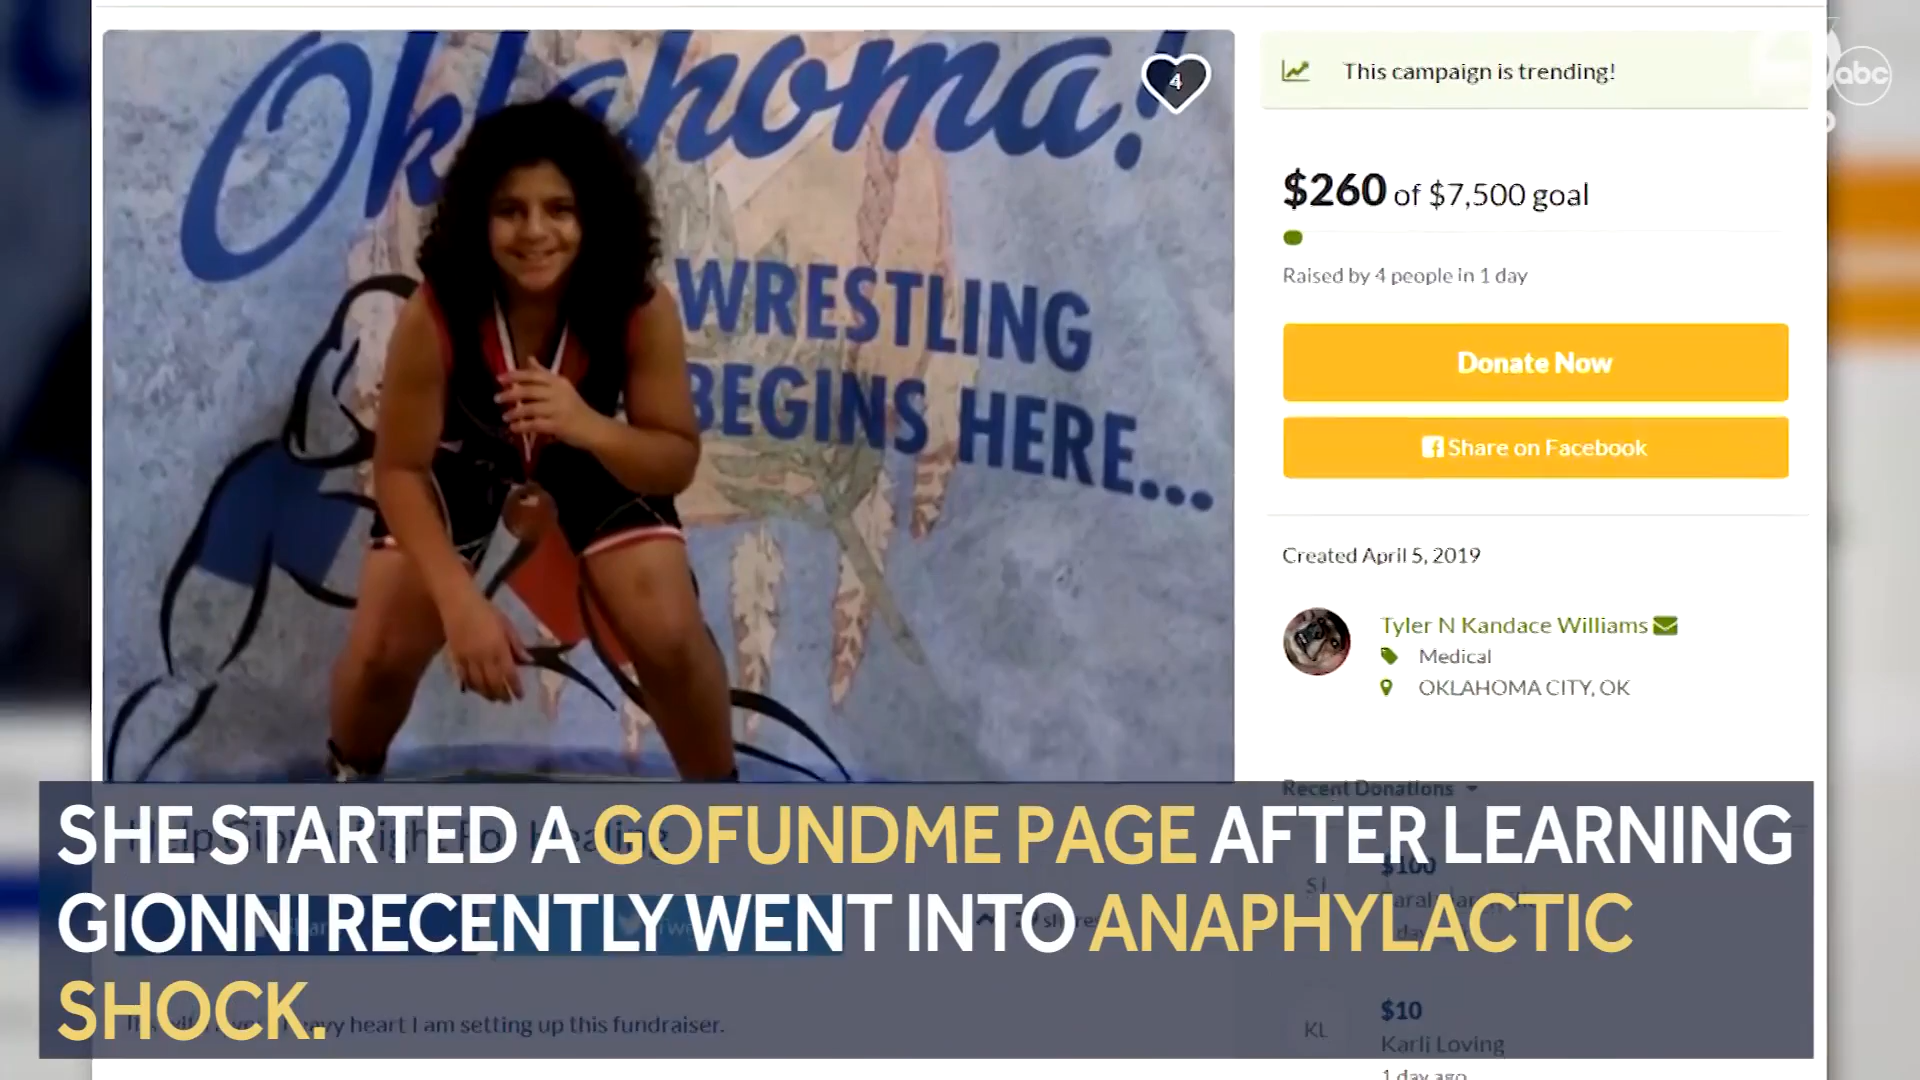 Oklahoma!
WRESTLING
BEGINS HERE...
4
This campaign is trending!
abc
$260 of $7,500 goal
Raised by 4 people in 1 day
Donate Now
Share on Facebook
Created April 5, 2019
Tyler N Kandace Williams
Medical
OKLAHOMA CITY, OK
Recent Donations
SHE STARTED A GOFUNDME PAGE AFTER LEARNING
GIONNI RECENTLY WENT INTO ANAPHYLACTIC
SHOCK.
heart I am setting up this fundraiser.
$100
$10
KL
Karli Loving
1 day ago